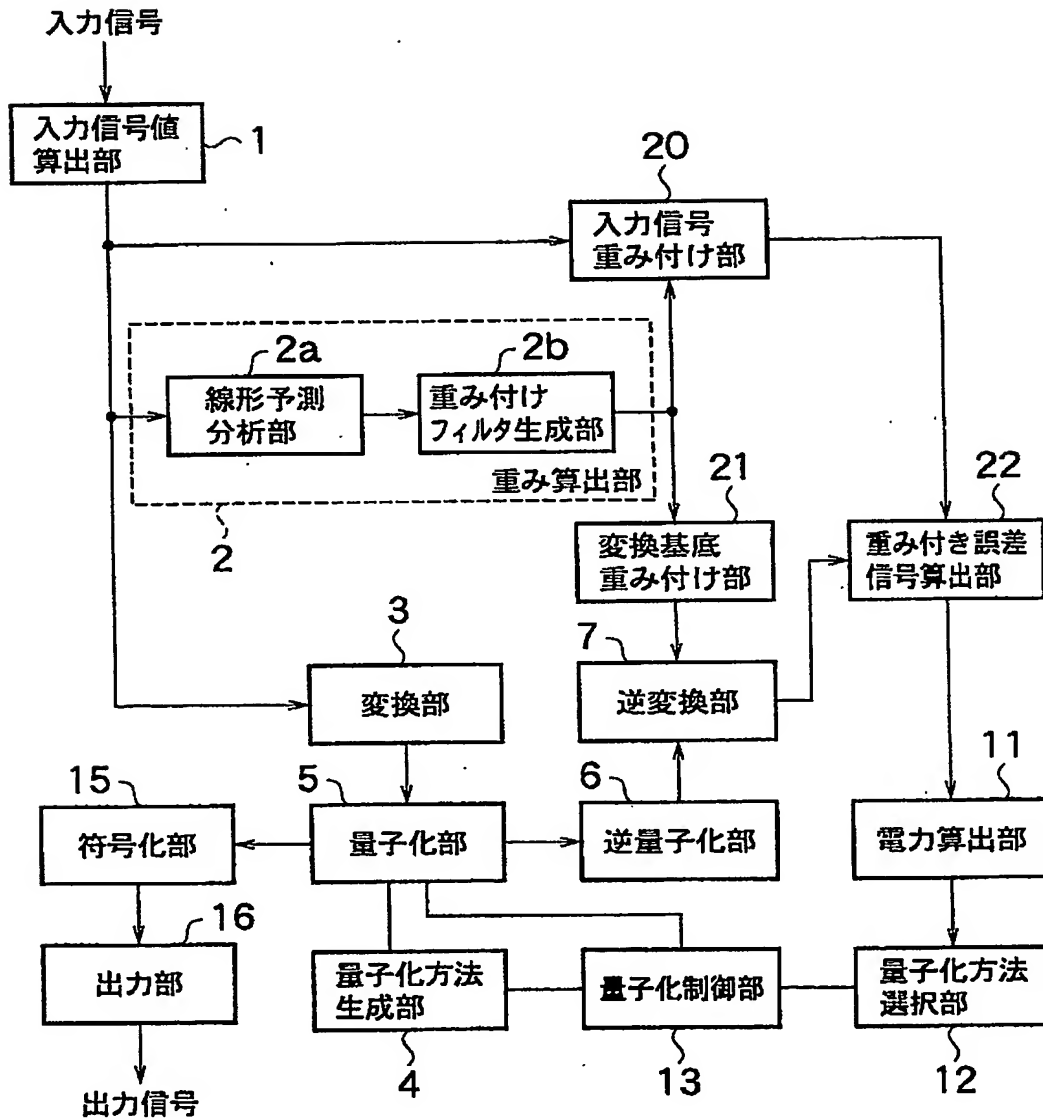 入力信号
入力信号値
算出部
1
20
入力信号
重み付け部
2a
線形予測
分析部
2b
重み付け
フィルタ生成部
重み算出部
2
21
変換基底
重み付け部
22
重み付き誤差
信号算出部
3
変換部
7
逆変換部
15
符号化部
5
量子化部
6
逆量子化部
11
電力算出部
16
出力部
量子化方法
生成部
4
量子化制御部
13
量子化方法
選択部
12
出力信号